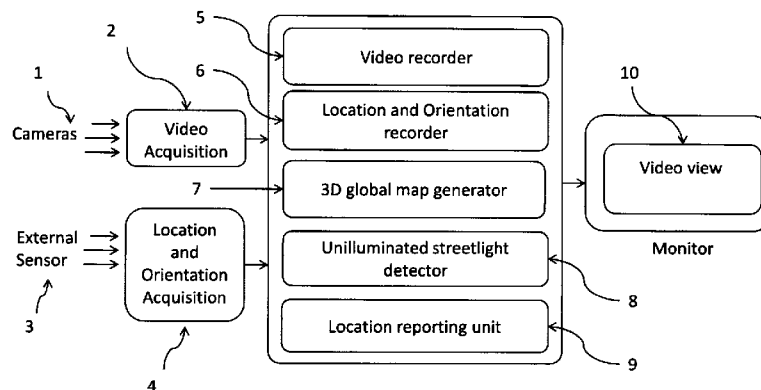 5
Video recorder
2
6
10
1
Location and Orientation
recorder
Cameras
Video
Acquisition
Video view
7
3D global map generator
External
Sensor
Location
and
Orientation
Acquisition
Unilluminated streetlight
detector
Monitor
8
3
Location reporting unit
4
9